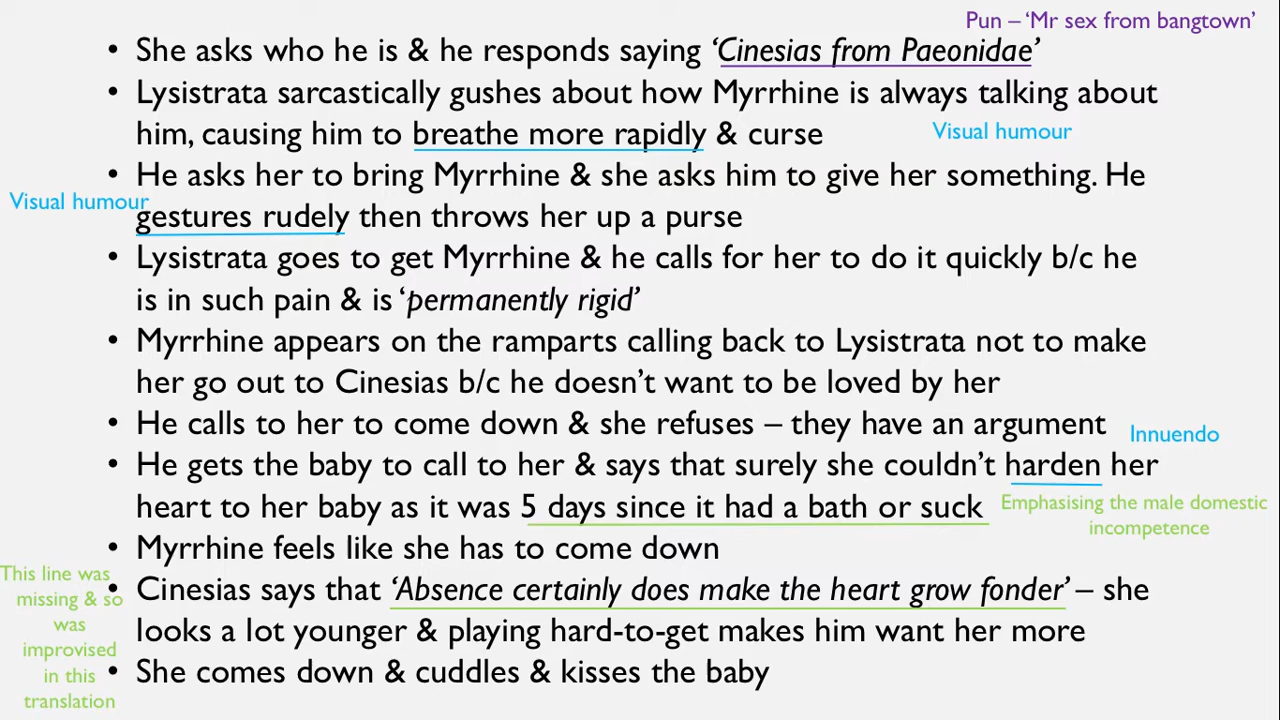 Pun – ‘Mr sex from bangtown’
• She asks who he is & he responds saying ‘Cinesias from Paeonidae’
• Lysistrata sarcastically gushes about how Myrrhine is always talking about
him, causing him to breathe more rapidly & curse
Visual humour
• He asks her to bring Myrrhine & she asks him to give her something. He
Visual humour
gestures rudely then throws her up a purse
• Lysistrata goes to get Myrrhine & he calls for her to do it quickly b/c he
is in such pain & is ‘permanently rigid’
• Myrrhine appears on the ramparts calling back to Lysistrata not to make
her go out to Cinesias b/c he doesn’t want to be loved by her
• He calls to her to come down & she refuses – they have an argument
Innuendo
• He gets the baby to call to her & says that surely she couldn’t harden her
heart to her baby as it was 5 days since it had a bath or suck
Emphasising the male domestic
incompetence
• Myrrhine feels like she has to come down
• Cinesias says that ‘Absence certainly does make the heart grow fonder’ – she
looks a lot younger & playing hard-to-get makes him want her more
• She comes down & cuddles & kisses the baby
This line was
missing & so
was
improvised
in this
translation